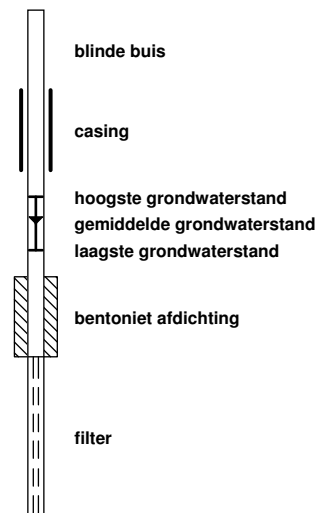 blinde buis
casing
hoogste grondwaterstand
gemiddelde grondwaterstand
laagste grondwaterstand
bentoniet afdichting
filter